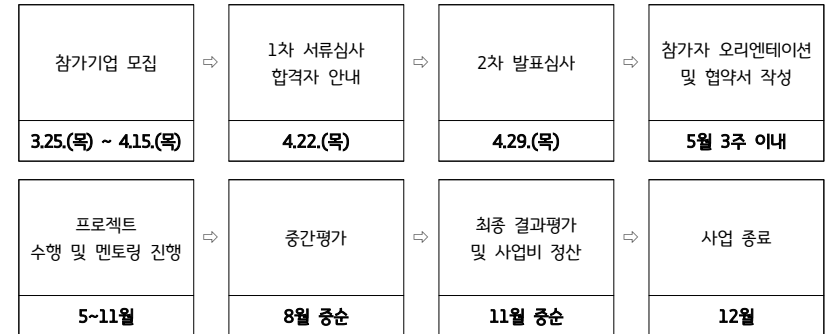 참가기업 모집
⇨
1차 서류심사
합격자 안내
⇨
2차 발표심사
⇨
참가자 오리엔테이션
및 협약서 작성
3.25.(목) ~ 4.15.(목)
4.22.(목)
4.29.(목)
5월 3주 이내
프로젝트
수행 및 멘토링 진행
⇨
중간평가
⇨
최종 결과평가
및 사업비 정산
⇨
사업 종료
5~11월
8월 중순
11월 중순
12월